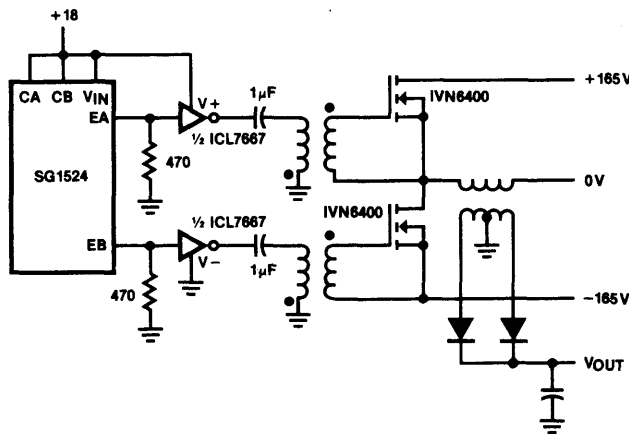 +18
CA CB VIN
EA
V+
½ ICL7667
1μF
IVN6400
+165V
470
SG1524
0V
½ ICL7667
IVN6400
EB
V−
1μF
470
−165V
VOUT